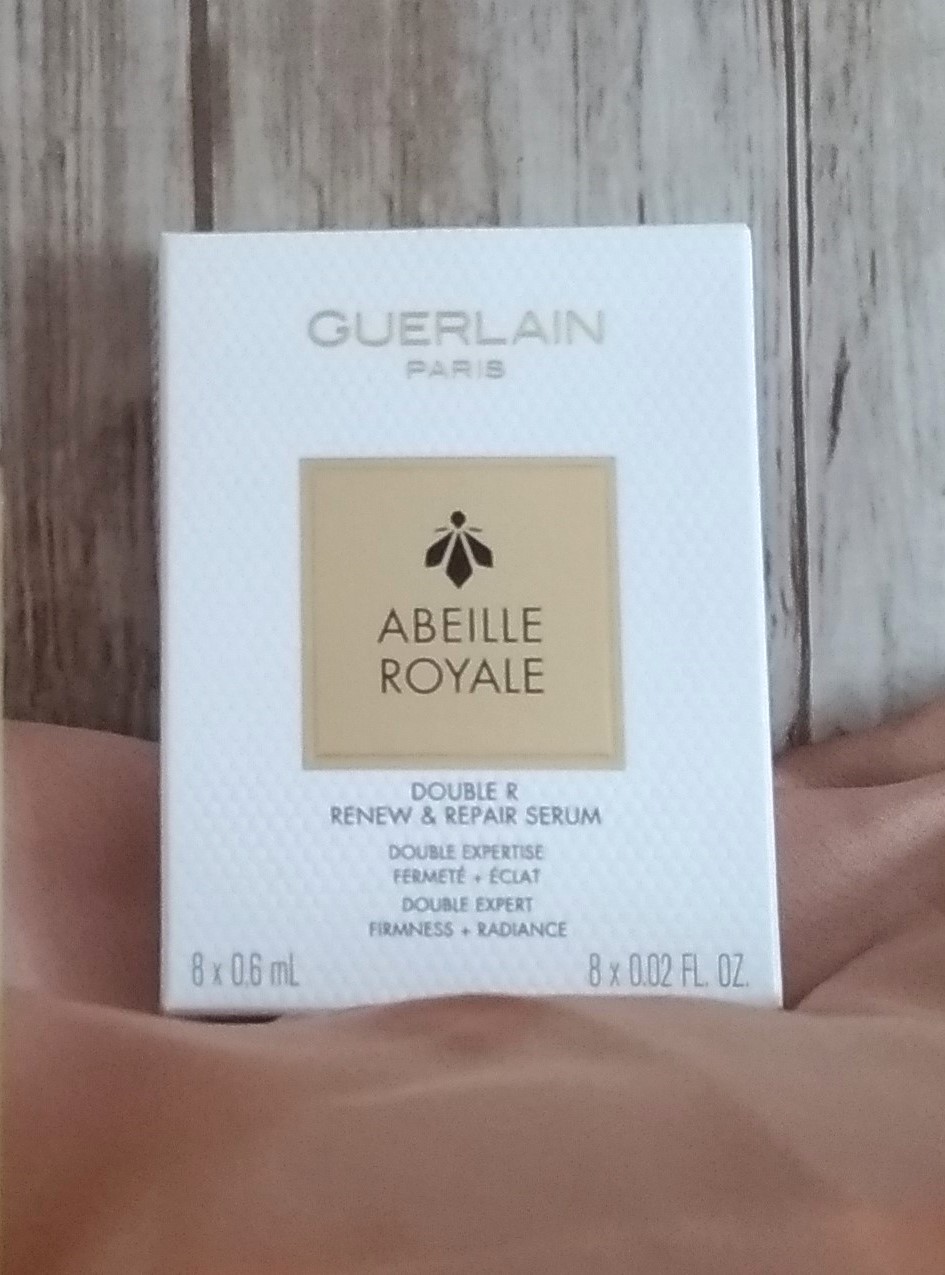 GUERLAIN
PARIS
ABEILLE
ROYALE
DOUBLE R
RENEW & REPAIR SERUM
DOUBLE EXPERTISE
FERMETÉ + ÉCLAT
DOUBLE EXPERT
FIRMNESS + RADIANCE
8 x 0.6 mL 8 x 0.02 FL. OZ.